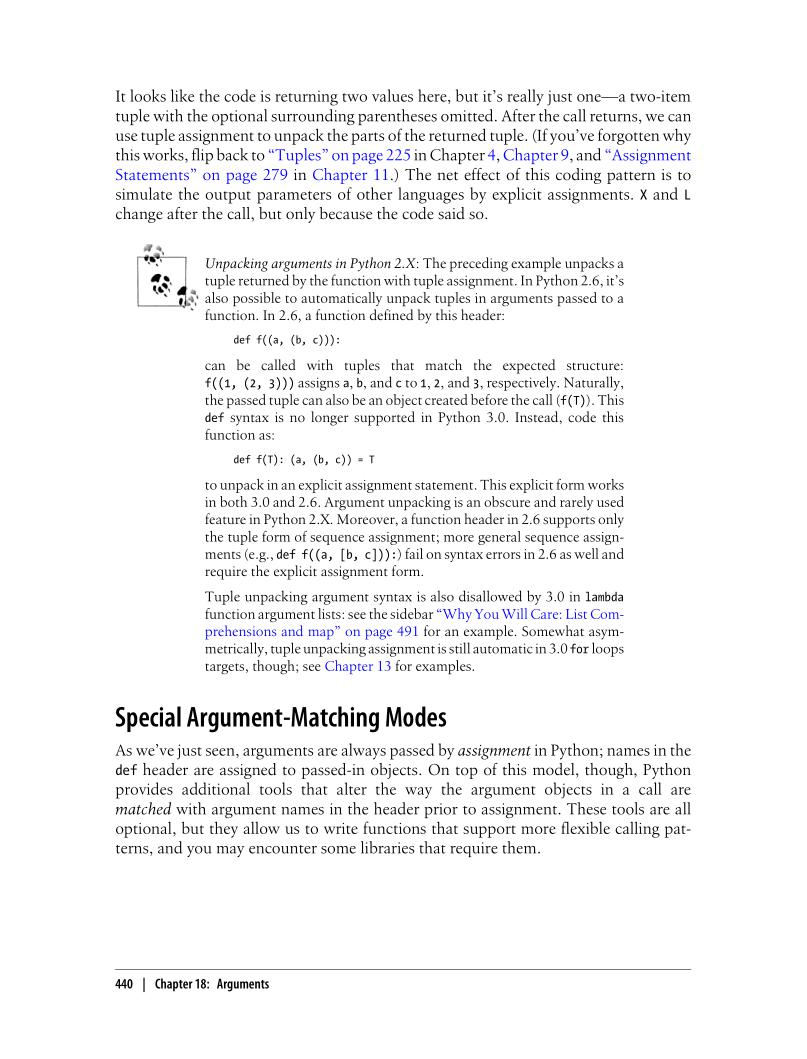 It looks like the code is returning two values here, but it’s really just one—a two-item
tuple with the optional surrounding parentheses omitted. After the call returns, we can
use tuple assignment to unpack the parts of the returned tuple. (If you’ve forgotten why
this works, flip back to “Tuples” on page 225 in Chapter 4, Chapter 9, and “Assignment
Statements” on page 279 in Chapter 11.) The net effect of this coding pattern is to
simulate the output parameters of other languages by explicit assignments. X and L
change after the call, but only because the code said so.
Unpacking arguments in Python 2.X: The preceding example unpacks a
tuple returned by the function with tuple assignment. In Python 2.6, it’s
also possible to automatically unpack tuples in arguments passed to a
function. In 2.6, a function defined by this header:
def f((a, (b, c))):
can be called with tuples that match the expected structure:
f((1, (2, 3))) assigns a, b, and c to 1, 2, and 3, respectively. Naturally,
the passed tuple can also be an object created before the call (f(T)). This
def syntax is no longer supported in Python 3.0. Instead, code this
function as:
def f(T): (a, (b, c)) = T
to unpack in an explicit assignment statement. This explicit form works
in both 3.0 and 2.6. Argument unpacking is an obscure and rarely used
feature in Python 2.X. Moreover, a function header in 2.6 supports only
the tuple form of sequence assignment; more general sequence assign-
ments (e.g., def f((a, [b, c])):) fail on syntax errors in 2.6 as well and
require the explicit assignment form.
Tuple unpacking argument syntax is also disallowed by 3.0 in lambda
function argument lists: see the sidebar “Why You Will Care: List Com-
prehensions and map” on page 491 for an example. Somewhat asym-
metrically, tuple unpacking assignment is still automatic in 3.0 for loops
targets, though; see Chapter 13 for examples.
Special Argument-Matching Modes
As we’ve just seen, arguments are always passed by assignment in Python; names in the
def header are assigned to passed-in objects. On top of this model, though, Python
provides additional tools that alter the way the argument objects in a call are
matched with argument names in the header prior to assignment. These tools are all
optional, but they allow us to write functions that support more flexible calling pat-
terns, and you may encounter some libraries that require them.
440 | Chapter 18: Arguments